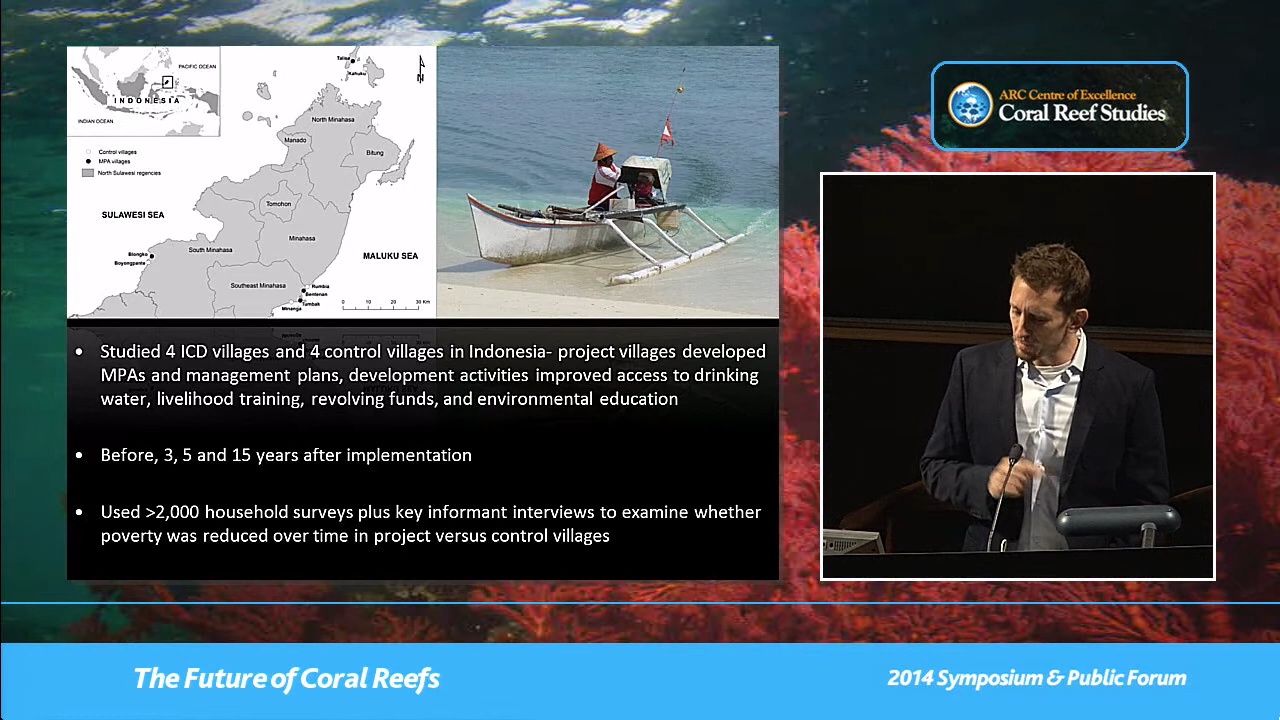 PACIFIC OCEAN
INDONESIA
INDIAN OCEAN
Control villages
MPA villages
North Sulawesi regencies
Talise
Kahuku
N
North Minahasa
Manado
Bitung
Tomohon
SULAWESI SEA
Minahasa
South Minahasa
MALUKU SEA
Blongko
Boyongpante
Southeast Minahasa
Rumbia
Bentenan
Tumbak
Minanga
0 10 20 30 Km
• Studied 4 ICD villages and 4 control villages in Indonesia- project villages developed
MPAs and management plans, development activities improved access to drinking
water, livelihood training, revolving funds, and environmental education
• Before, 3, 5 and 15 years after implementation
• Used >2,000 household surveys plus key informant interviews to examine whether
poverty was reduced over time in project versus control villages
ARC Centre of Excellence
Coral Reef Studies
The Future of Coral Reefs
2014 Symposium & Public Forum